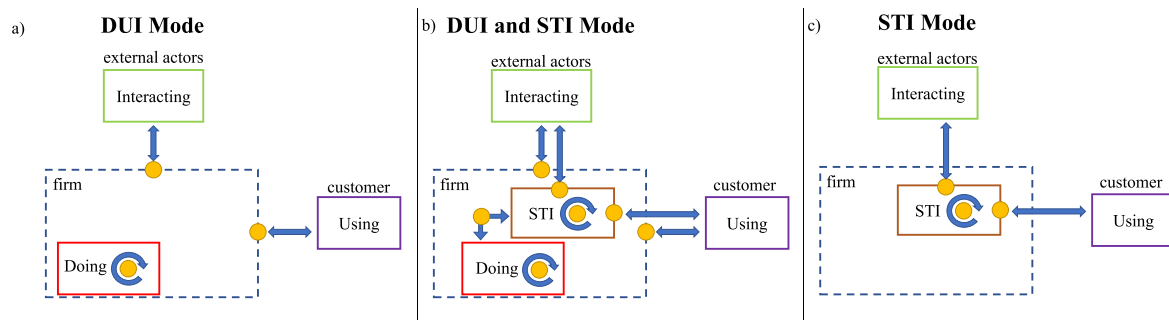 a)
DUI Mode
external actors
Interacting
firm
customer
Using
Doing
b)
DUI and STI Mode
external actors
Interacting
firm
customer
STI
Using
Doing
c)
STI Mode
external actors
Interacting
firm
customer
STI
Using